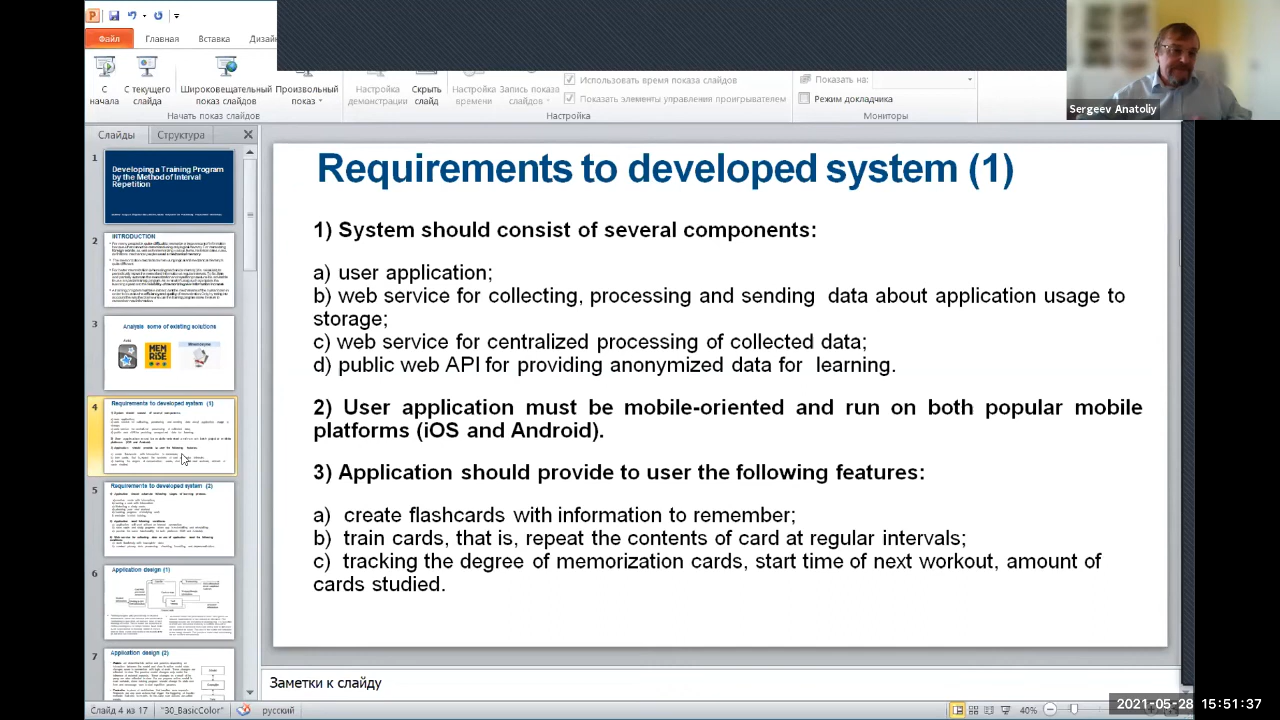 Файл Главная Вставка Дизай
С начала
С текущего слайда
Широковещательный показ слайдов
Произвольный показ
Начать показ слайдов
Настройка демонстрации
Скрыть слайд
Настройка времени
Запись показа слайдов
Использовать время показа слайдов
Показать элементы управления проигрывателем
Настройка
Показать на:
Режим докладчика
Мониторы
Sergeev Anatoliy
Слайды Структура
1
Developing a Training Program
by the Method of Interval
Repetition
2
INTRODUCTION
3
Analysis some of existing solutions
4
Requirements to developed system (1)
5
Requirements to developed system (2)
6
Application design (1)
7
Application design (2)
Requirements to developed system (1)
1) System should consist of several components:
a) user application;
b) web service for collecting, processing and sending data about application usage to
storage;
c) web service for centralized processing of collected data;
d) public web API for providing anonymized data for learning.
2) User application must be mobile-oriented and run on both popular mobile
platforms (iOS and Android).
3) Application should provide to user the following features:
a) create flashcards with information to remember;
b) train cards, that is, repeat the contents of card at regular intervals;
c) tracking the degree of memorization cards, start time of next workout, amount of
cards studied.
Заметки к слайду
Слайд 4 из 17 "30_BasicColor" русский 40%
2021-05-28 15:51:37